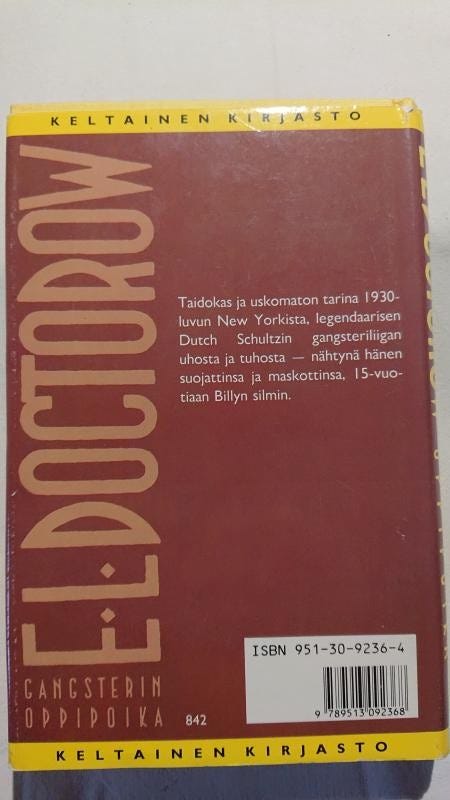 KELTAINEN KIRJASTO
E.L.DOCTOROW
GANGSTERIN
OPPIPOIKA
842
Taidokas ja uskomaton tarina 1930-
luvun New Yorkista, legendaarisen
Dutch Schultzin gangsteriliigan
uhosta ja tuhosta — nähtynä hänen
suojattinsa ja maskottinsa, 15-vuo-
tiaan Billyn silmin.
ISBN 951-30-9236-4
9 789513 092368
KELTAINEN KIRJASTO